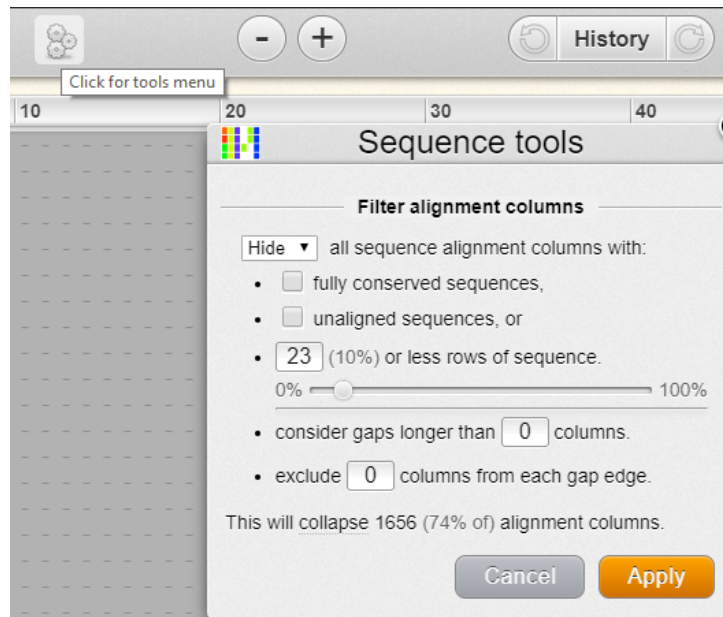 - + History
Click for tools menu
10 20 30 40
Sequence tools
Filter alignment columns
Hide ▼ all sequence alignment columns with:
• fully conserved sequences,
• unaligned sequences, or
• 23 (10%) or less rows of sequence.
0% 100%
• consider gaps longer than 0 columns.
• exclude 0 columns from each gap edge.
This will collapse 1656 (74% of) alignment columns.
Cancel Apply